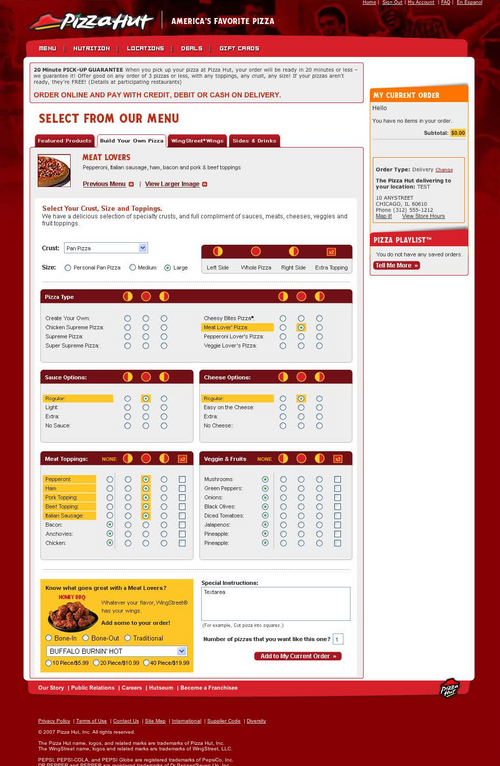 Home | Sign Out | My Account | FAQ | En Espanol
Pizza Hut
AMERICA'S FAVORITE PIZZA
MENU | NUTRITION | LOCATIONS | DEALS | GIFT CARDS
20 Minute PICK-UP GUARANTEE When you pick up your pizza at Pizza Hut, your order will be ready in 20 minutes or less –
we guarantee it! Offer good on any order of 3 pizzas or less, with any toppings, any crust, any size! If your pizzas aren't
ready, they're FREE! (Details at participating restaurants)
ORDER ONLINE AND PAY WITH CREDIT, DEBIT OR CASH ON DELIVERY.
SELECT FROM OUR MENU
Featured Products
Build Your Own Pizza
WingStreet® Wings
Sides & Drinks
MEAT LOVERS
Pepperoni, Italian sausage, ham, bacon and pork & beef toppings
Previous Menu | View Larger Image
Select Your Crust, Size and Toppings.
We have a delicious selection of specialty crusts, and full compliment of sauces, meats, cheeses, veggies and
fruit toppings.
Crust: Pan Pizza
Size: Personal Pan Pizza Medium Large
x2
Left Side Whole Pizza Right Side Extra Topping
Pizza Type
Create Your Own:
Chicken Supreme Pizza:
Supreme Pizza:
Super Supreme Pizza:
Cheesy Bites Pizza
Meat Lover' Pizza:
Pepperoni Lover's Pizza:
Veggie Lover's Pizza:
Sauce Options:
Regular:
Light:
Extra:
No Sauce:
Cheese Options:
Regular:
Easy on the Cheese:
Extra:
No Cheese:
Meat Toppings: NONE x2
Pepperoni:
Ham:
Pork Topping:
Beef Topping:
Italian Sausage:
Bacon:
Anchovies:
Chicken:
Veggie & Fruits NONE x2
Mushrooms
Green Peppers:
Onions:
Black Olives:
Diced Tomatoes:
Jalapenos:
Pineapple:
Pineapple:
Know what goes great with a Meat Lovers?
HONEY BBQ
Whatever your flavor, WingStreet®
has your wings.
Add some to your order!
Bone-In Bone-Out Traditional
BUFFALO BURNIN' HOT
10 Piece/$5.99 20 Piece/$10.99 40 Piece/$19.99
Special Instructions:
Textarea
(For example, Cut pizza into squares.)
Number of pizzas that you want like this one? 1
Add to My Current Order »
MY CURRENT ORDER
Hello
You have no items in your order.
Subtotal: $0.00
Order Type: Delivery Change
The Pizza Hut delivering to
your location: TEST
10 ANYSTREET
CHICAGO, IL 60610
Phone (312) 555-1212
Map it! View Store Hours
PIZZA PLAYLIST™
You do not have any saved orders.
Tell Me More »
Our Story | Public Relations | Careers | Hutseum | Become a Franchisee
Pizza Hut
Privacy Policy | Terms of Use | Contact Us | Site Map | International | Supplier Code | Diversity
© 2007 Pizza Hut, Inc. All rights reserved.
The Pizza Hut name, logos, and related marks are trademarks of Pizza Hut, Inc.
The WingStreet name, logos and related marks are trademarks of WingStreet, LLC.
PEPSI, PEPSI-COLA, and PEPSI Globe are registered trademarks of PepsiCo, Inc.